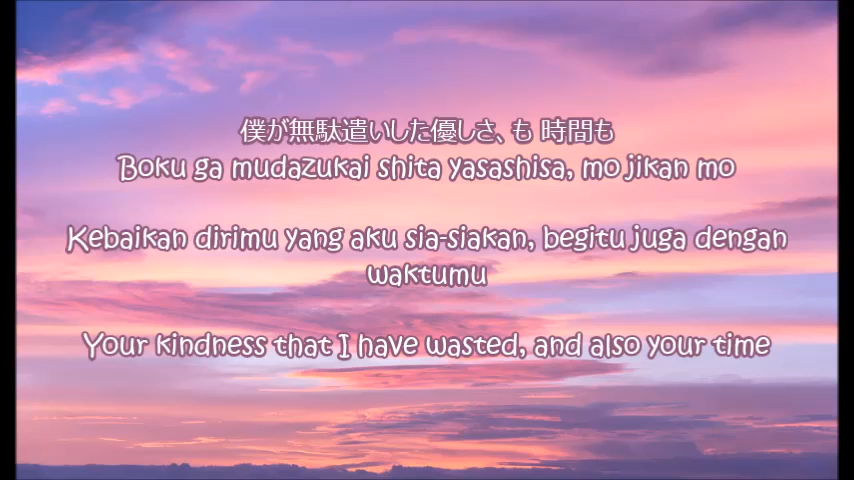 僕が無駄遣いした優しさ、も 時間も
Boku ga mudazukai shita yasashisa, mo jikan mo
Kebaikan dirimu yang aku sia-siakan, begitu juga dengan
waktumu
Your kindness that I have wasted, and also your time